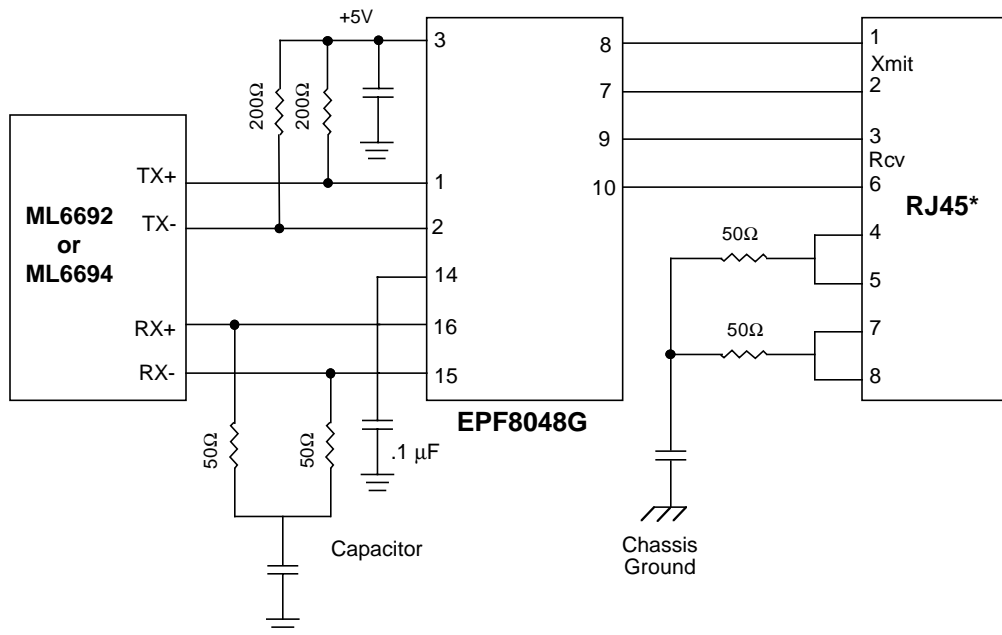 +5V
3
8
1
Xmit
200Ω
200Ω
7
2
9
3
Rcv
TX+
1
10
6
RJ45*
ML6692
or
ML6694
TX-
2
50Ω
4
14
5
RX+
16
50Ω
7
RX-
15
8
EPF8048G
50Ω
50Ω
.1 µF
Capacitor
Chassis
Ground